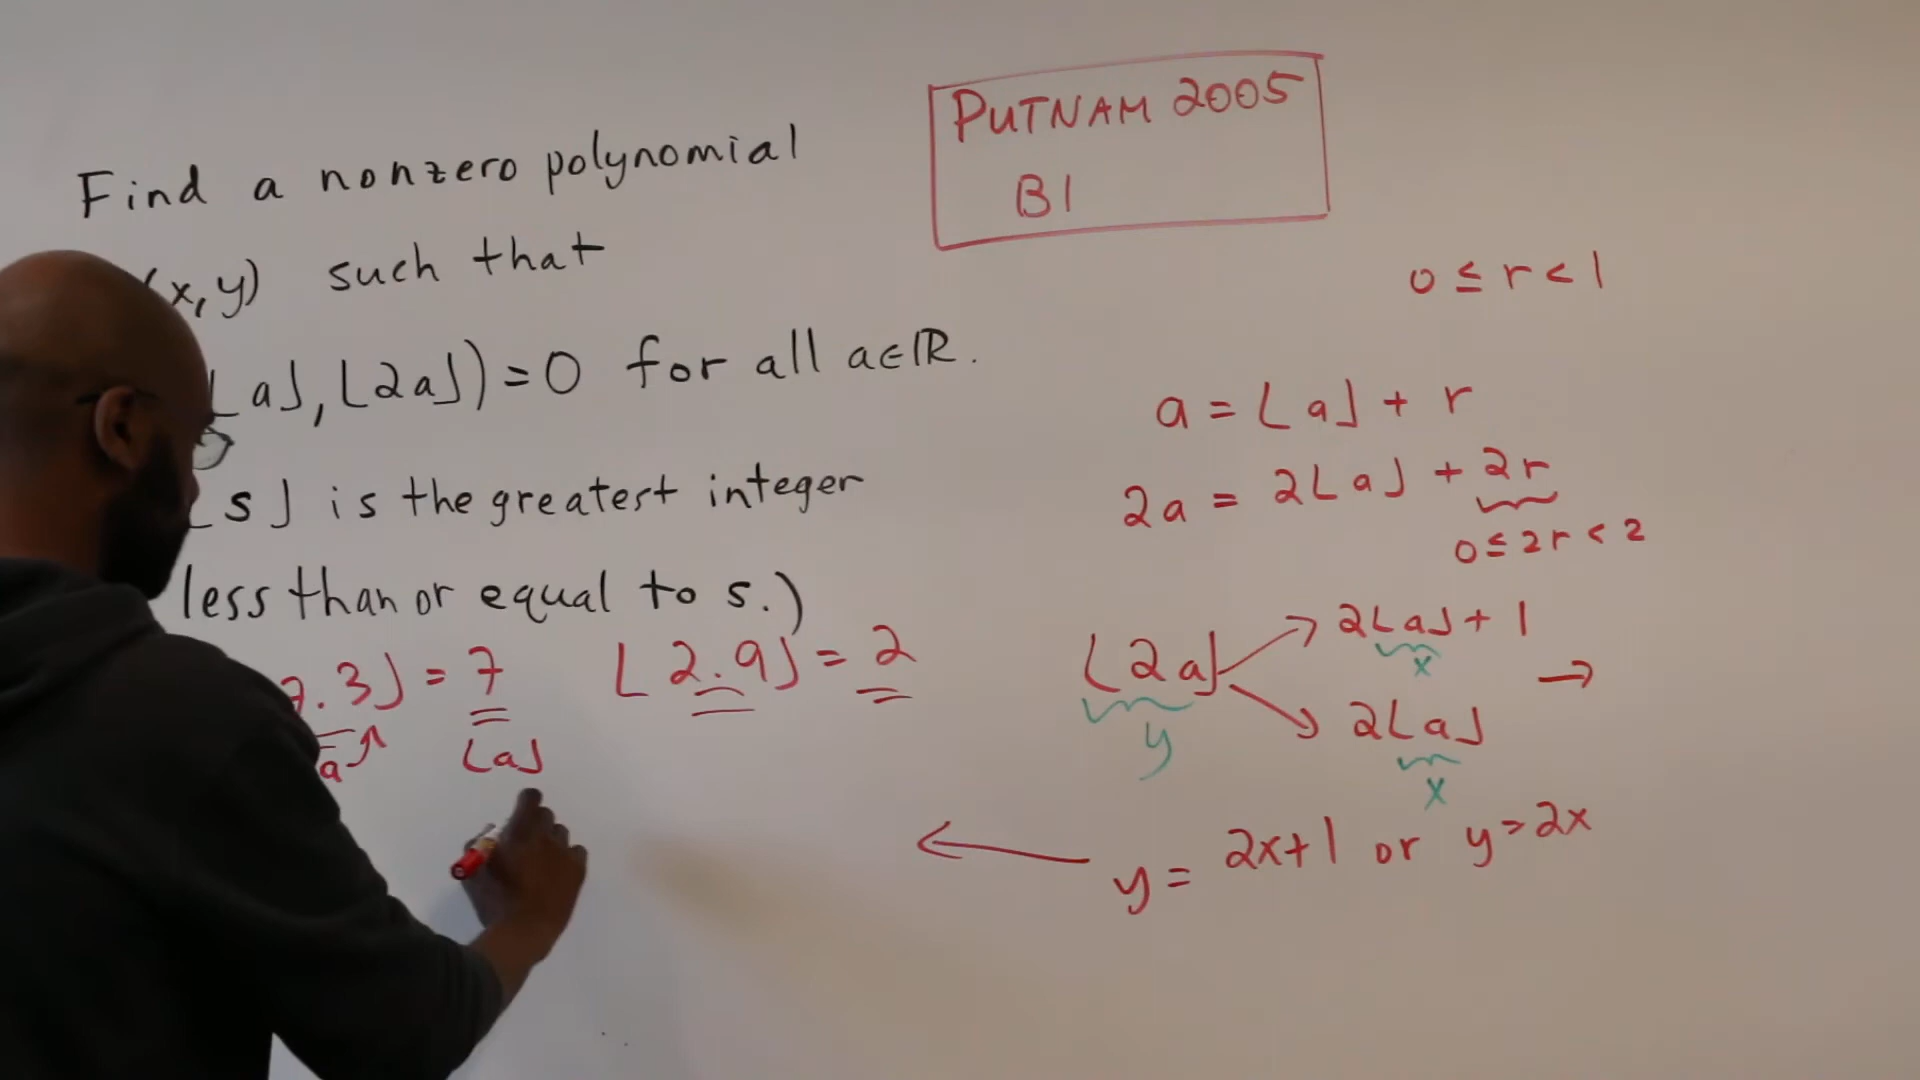 Find a nonzero polynomial
(x,y) such that
⌊a⌋,⌊2a⌋)=0 for all a∈ℝ.
⌊s⌋ is the greatest integer
less than or equal to s.)
7.3⌋ = 7
a
⌊a⌋
⌊2.9⌋ = 2
PUTNAM 2005
B1
0 ≤ r < 1
a = ⌊a⌋ + r
2a = 2⌊a⌋ + 2r
0 ≤ 2r < 2
⌊2a⌋
y
2⌊a⌋ + 1 →
x
2⌊a⌋
x
y = 2x+1 or y=2x